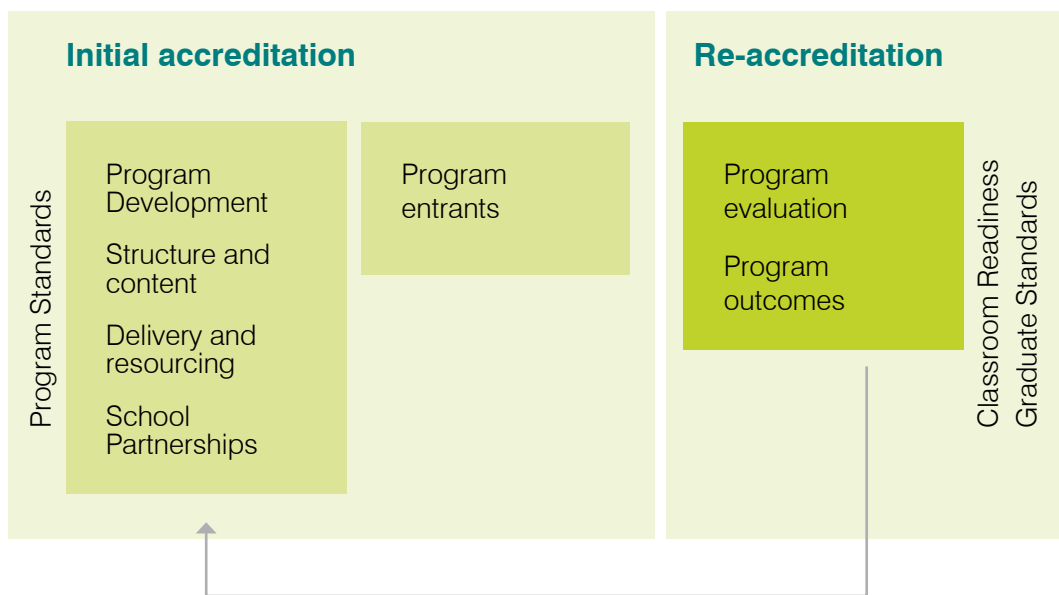 Initial accreditation
Program Standards
Program
Development
Structure and
content
Delivery and
resourcing
School
Partnerships
Program
entrants
Re-accreditation
Program
evaluation
Program
outcomes
Classroom Readiness
Graduate Standards